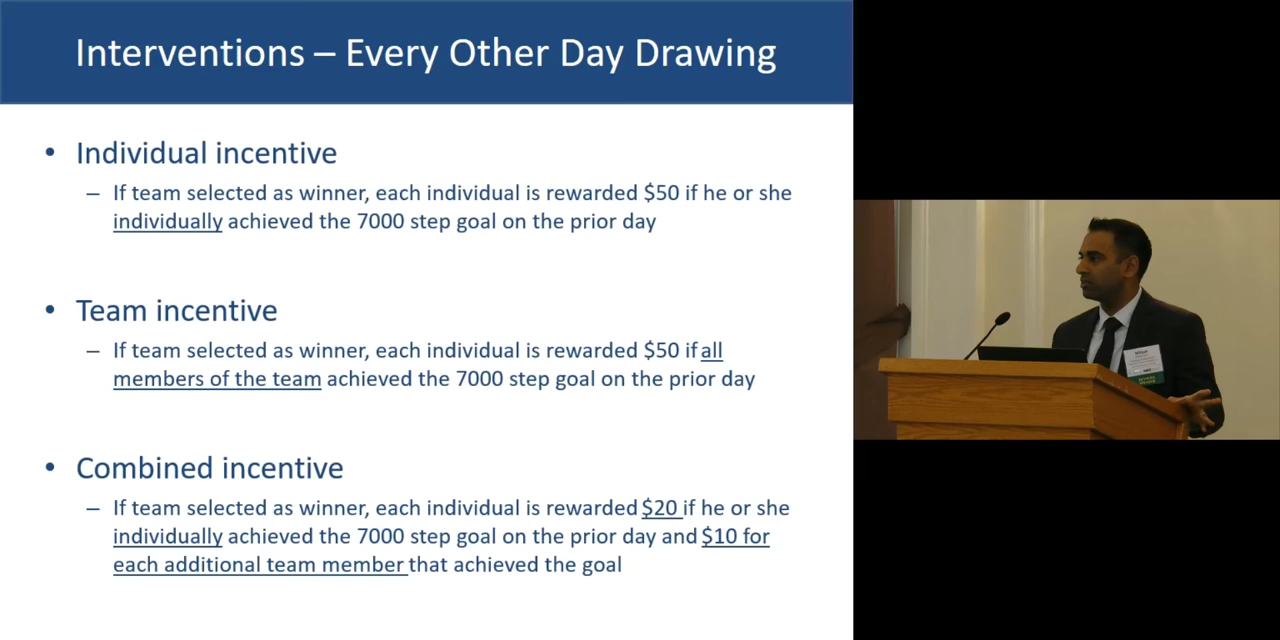 Interventions – Every Other Day Drawing
• Individual incentive
– If team selected as winner, each individual is rewarded $50 if he or she
individually achieved the 7000 step goal on the prior day
• Team incentive
– If team selected as winner, each individual is rewarded $50 if all
members of the team achieved the 7000 step goal on the prior day
• Combined incentive
– If team selected as winner, each individual is rewarded $20 if he or she
individually achieved the 7000 step goal on the prior day and $10 for
each additional team member that achieved the goal